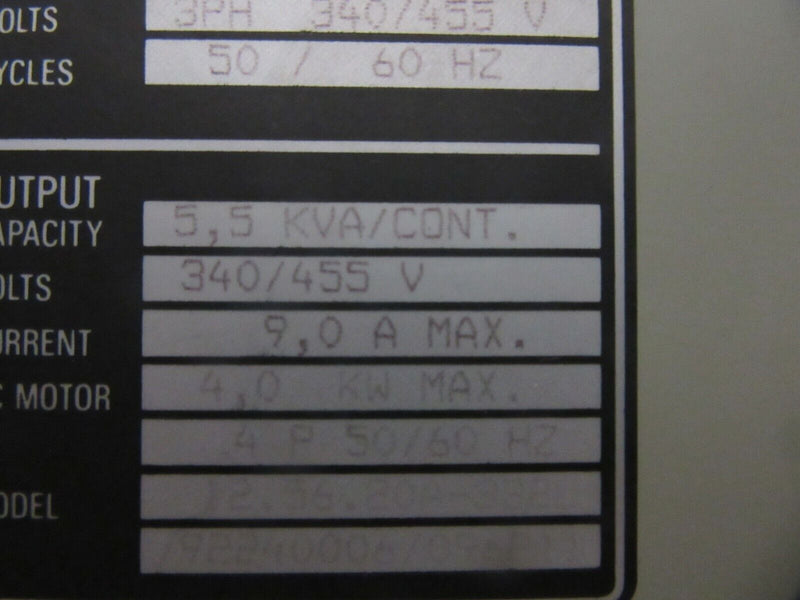 OLTS 3PH 340/455 V
YCLES 50 / 60 HZ
UTPUT
APACITY 5,5 KVA/CONT.
OLTS 340/455 V
URRENT 9,0 A MAX.
C MOTOR 4,0 KW MAX.
4 P 50/60 HZ
ODEL